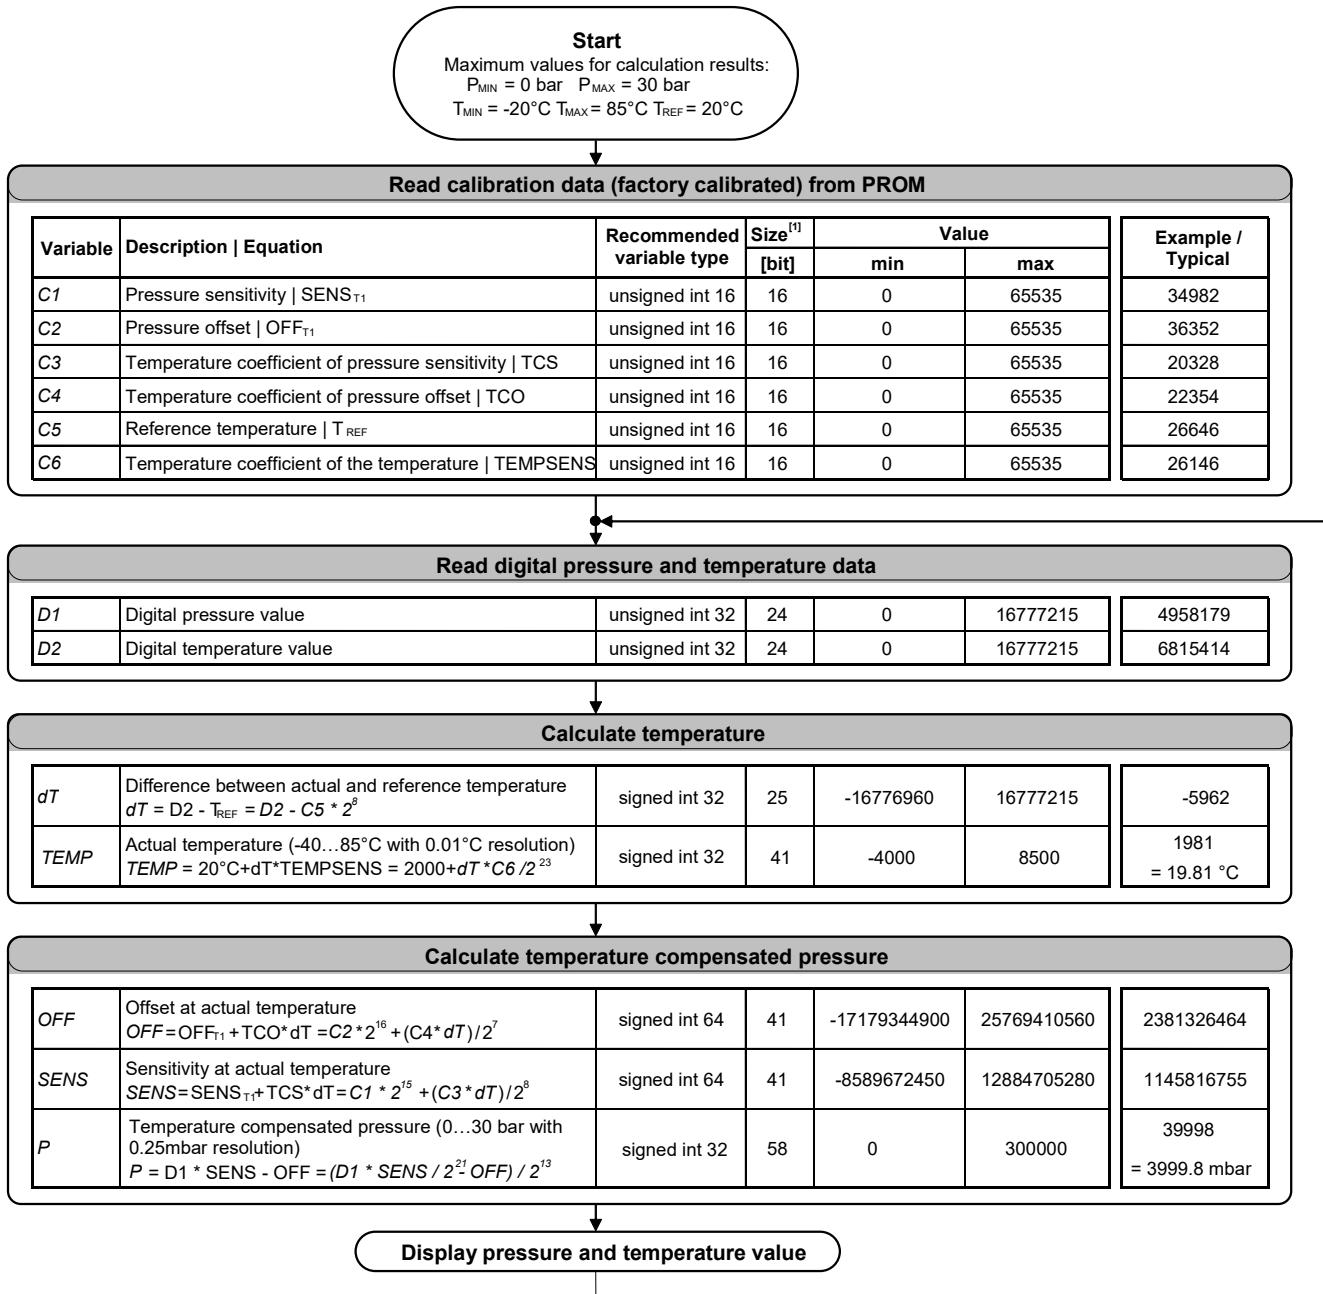 Start
Maximum values for calculation results:
PMIN = 0 bar PMAX = 30 bar
TMIN = -20°C TMAX = 85°C TREF = 20°C
Read calibration data (factory calibrated) from PROM
Variable Description | Equation Recommended variable type Size[1] [bit] Value min max Example / Typical
C1 Pressure sensitivity | SENST1 unsigned int 16 16 0 65535 34982
C2 Pressure offset | OFFT1 unsigned int 16 16 0 65535 36352
C3 Temperature coefficient of pressure sensitivity | TCS unsigned int 16 16 0 65535 20328
C4 Temperature coefficient of pressure offset | TCO unsigned int 16 16 0 65535 22354
C5 Reference temperature | TREF unsigned int 16 16 0 65535 26646
C6 Temperature coefficient of the temperature | TEMPSENS unsigned int 16 16 0 65535 26146
Read digital pressure and temperature data
D1 Digital pressure value unsigned int 32 24 0 16777215 4958179
D2 Digital temperature value unsigned int 32 24 0 16777215 6815414
Calculate temperature
Difference between actual and reference temperature
dT dT = D2 - TREF = D2 - C5 * 2^8 signed int 32 25 -16776960 16777215 -5962
Actual temperature (-40…85°C with 0.01°C resolution) 1981
TEMP TEMP = 20°C+dT*TEMPSENS = 2000+dT*C6/2^23 signed int 32 41 -4000 8500 = 19.81 °C
Calculate temperature compensated pressure
Offset at actual temperature
OFF OFF=OFFT1+TCO*dT=C2*2^16+(C4*dT)/2^7 signed int 64 41 -17179344900 25769410560 2381326464
Sensitivity at actual temperature
SENS SENS=SENST1+TCS*dT=C1*2^15+(C3*dT)/2^8 signed int 64 41 -8589672450 12884705280 1145816755
Temperature compensated pressure (0…30 bar with 39998
P 0.25mbar resolution) signed int 32 58 0 300000
P = D1 * SENS - OFF = (D1 * SENS / 2^21 - OFF) / 2^13 = 3999.8 mbar
Display pressure and temperature value